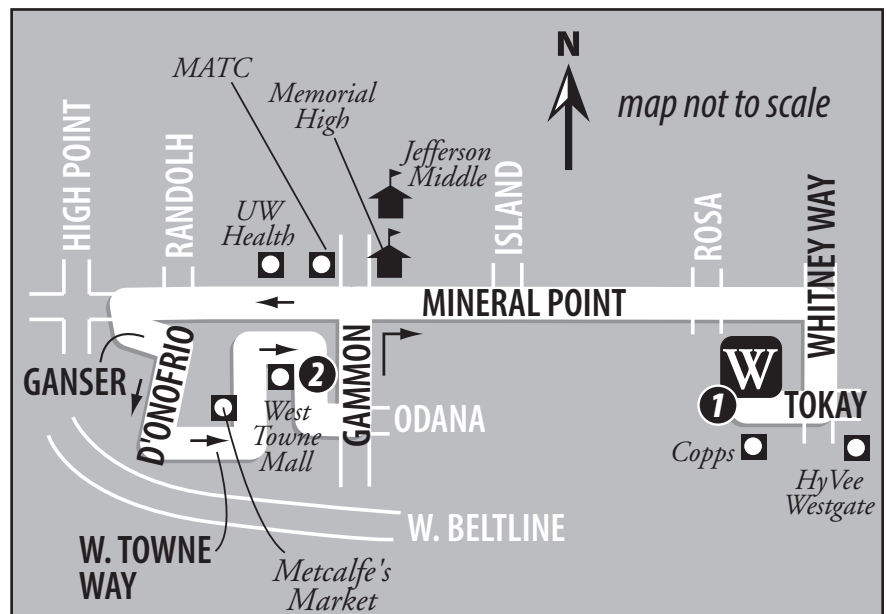 N
map not to scale
MATC
Memorial
High
Jefferson
Middle
HIGH POINT
RANDOLH
UW
Health
ISLAND
ROSA
WHITNEY WAY
MINERAL POINT
GANSER
D'ONOFRIO
2
West
Towne
Mall
GAMMON
ODANA
W
1
TOKAY
Copps
HyVee
Westgate
W. BELTLINE
W. TOWNE
WAY
Metcalfe's
Market